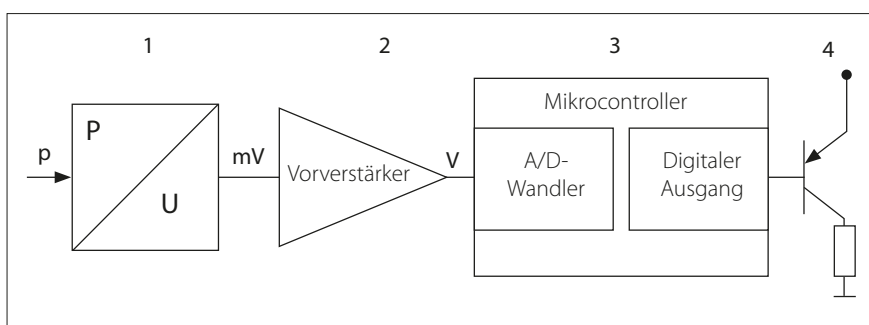 1
2
3
4
Mikrocontroller
P
p
mV
Vorverstärker
V
A/D-
Wandler
Digitaler
Ausgang
U